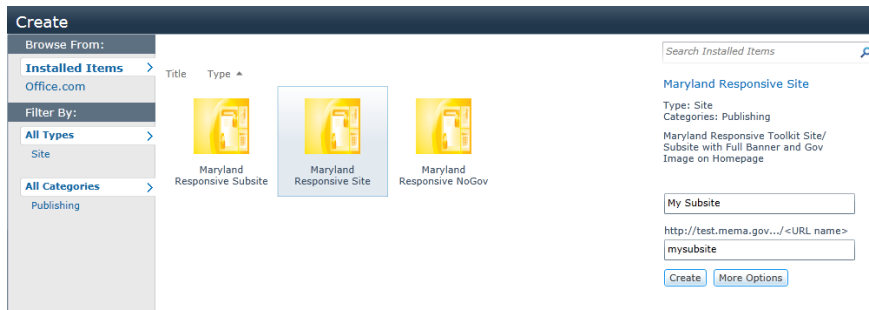 Create
Browse From:
Installed Items
Office.com
Filter By:
All Types
Site
All Categories
Publishing
Title Type
Maryland
Responsive Subsite
Maryland
Responsive Site
Maryland
Responsive NoGov
Search Installed Items
Maryland Responsive Site
Type: Site
Categories: Publishing
Maryland Responsive Toolkit Site/
Subsite with Full Banner and Gov
Image on Homepage
My Subsite
http://test.mema.gov.../<URL name>
mysubsite
Create More Options